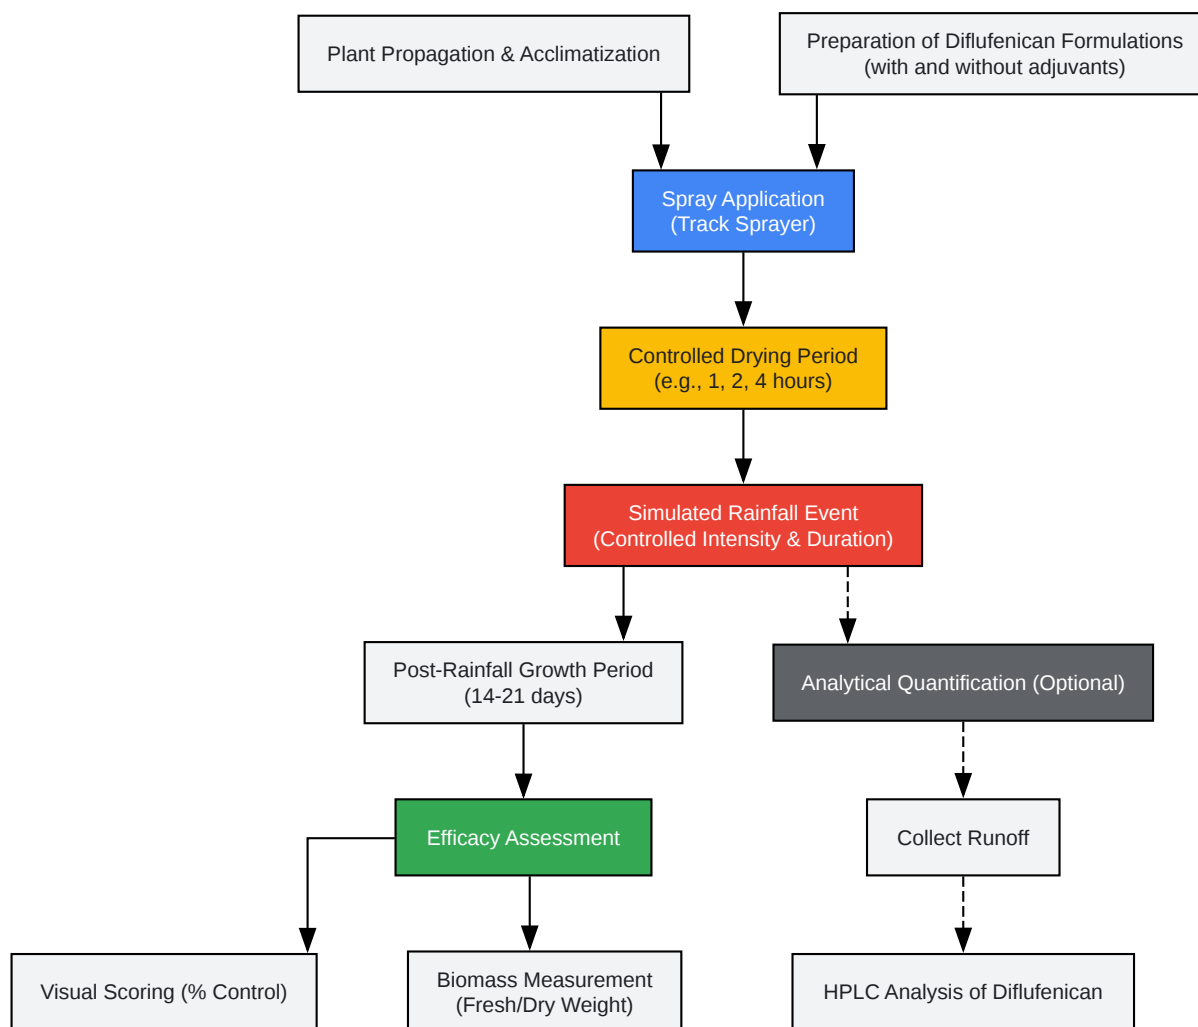 Plant Propagation & Acclimatization
Preparation of Diflufenican Formulations
(with and without adjuvants)
Spray Application
(Track Sprayer)
Controlled Drying Period
(e.g., 1, 2, 4 hours)
Simulated Rainfall Event
(Controlled Intensity & Duration)
Post-Rainfall Growth Period
(14-21 days)
Analytical Quantification (Optional)
Efficacy Assessment
Collect Runoff
Visual Scoring (% Control)
Biomass Measurement
(Fresh/Dry Weight)
HPLC Analysis of Diflufenican